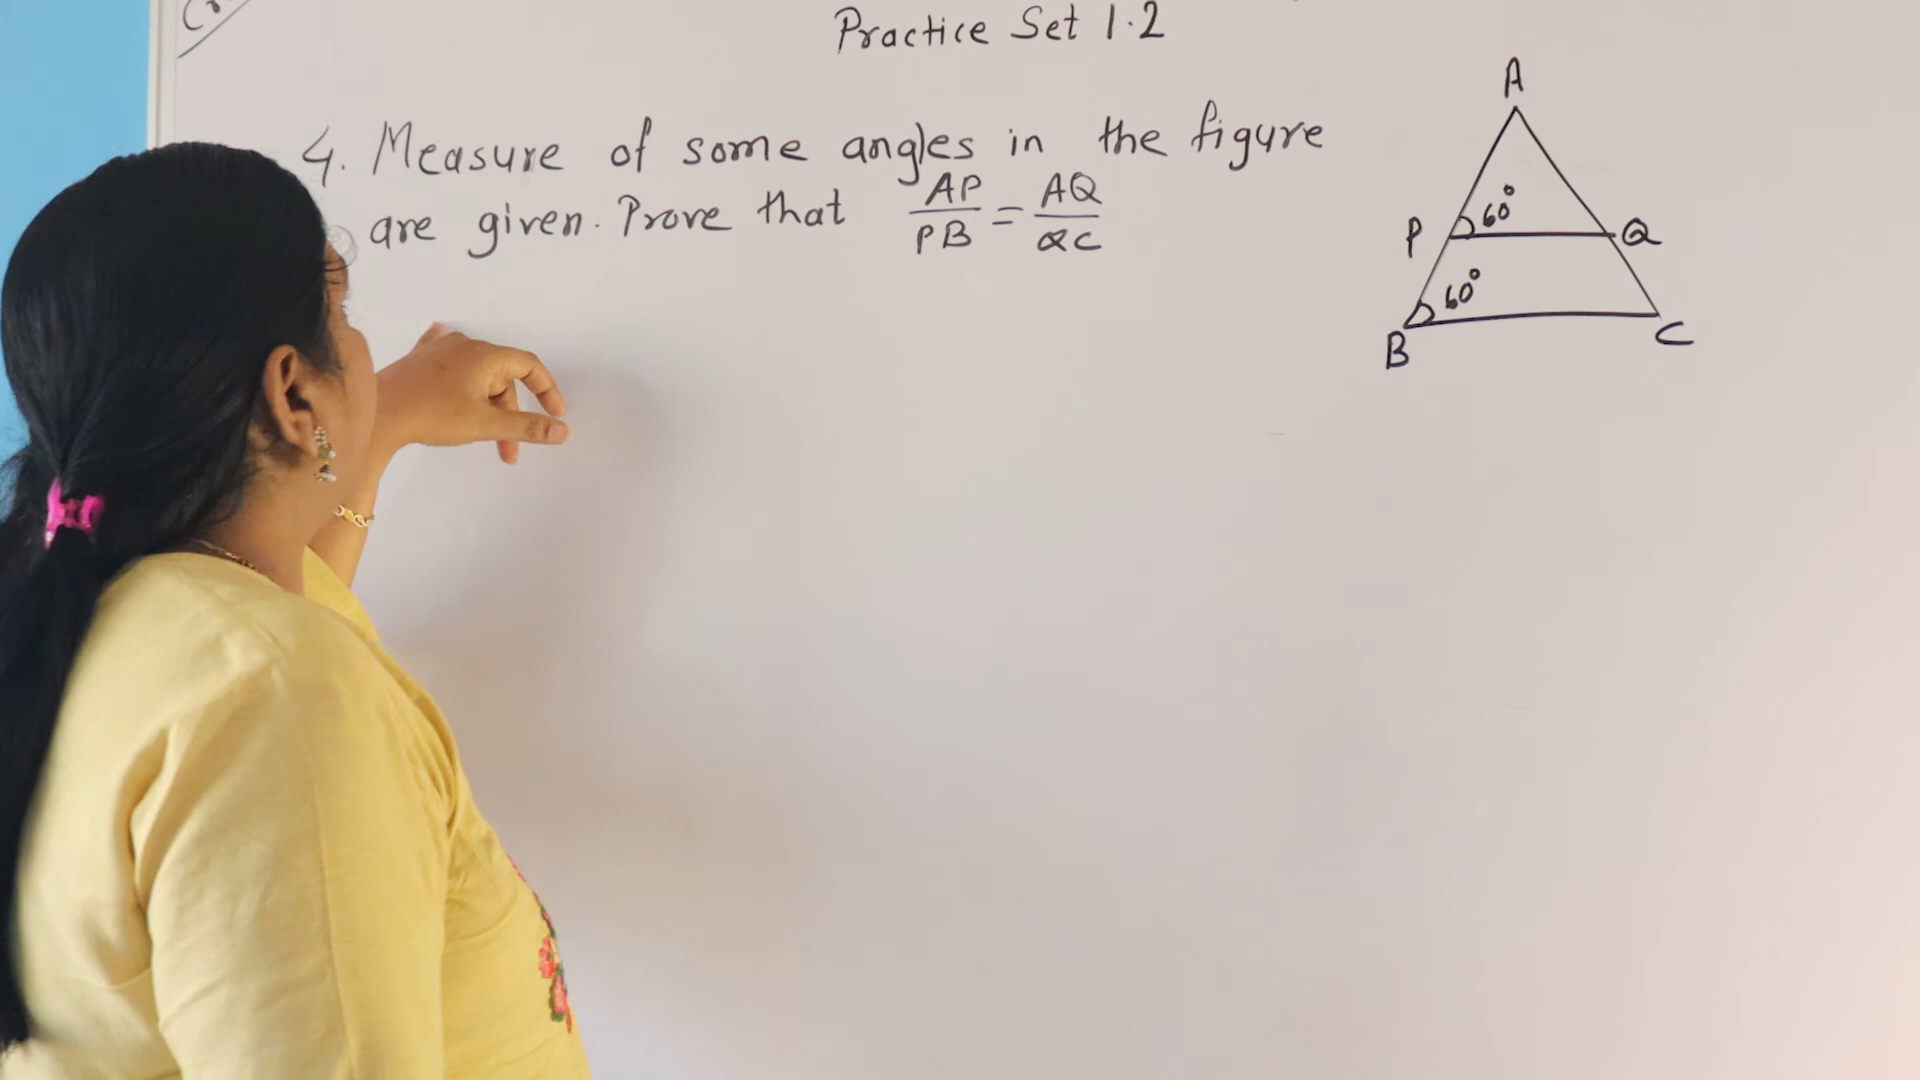 Practice Set 1.2
4. Measure of some angles in the figure
are given. Prove that AP/PB = AQ/QC
A
P 60° Q
60°
B C